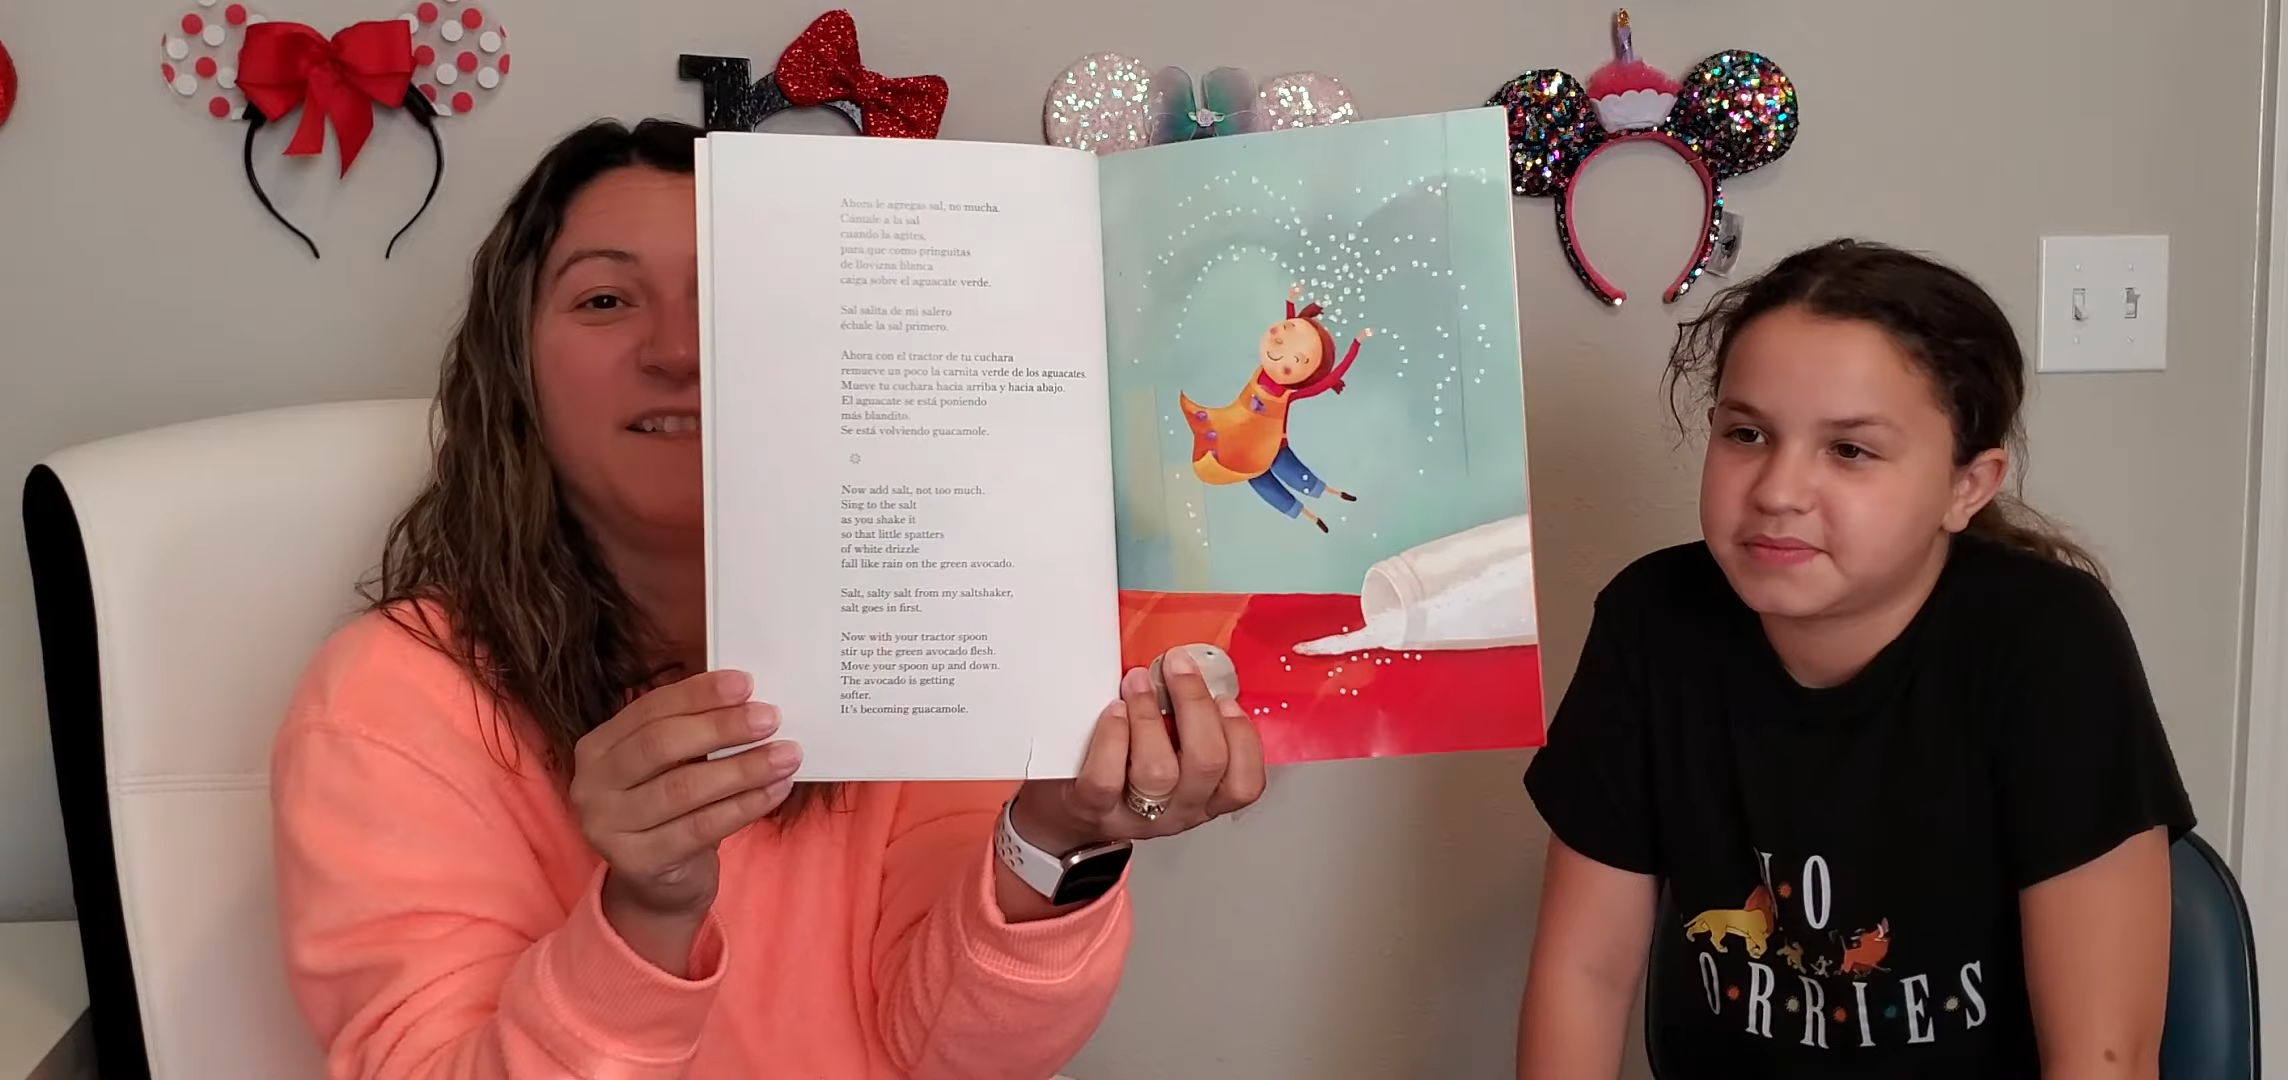 Ahora le agregas sal, no mucha.
Cántale a la sal
cuando la agites,
para que como pringuitas
de llovizna blanca
caiga sobre el aguacate verde.
Sal salita de mi salero
échale la sal primero.
Ahora con el tractor de tu cuchara
remueve un poco la carnita verde de los aguacates.
Mueve tu cuchara hacia arriba y hacia abajo.
El aguacate se está poniendo
más blandito.
Se está volviendo guacamole.
Now add salt, not too much.
Sing to the salt
as you shake it
so that little spatters
of white drizzle
fall like rain on the green avocado.
Salt, salty salt from my saltshaker,
salt goes in first.
Now with your tractor spoon
stir up the green avocado flesh.
Move your spoon up and down.
The avocado is getting
softer.
It's becoming guacamole.
NO
WORRIES